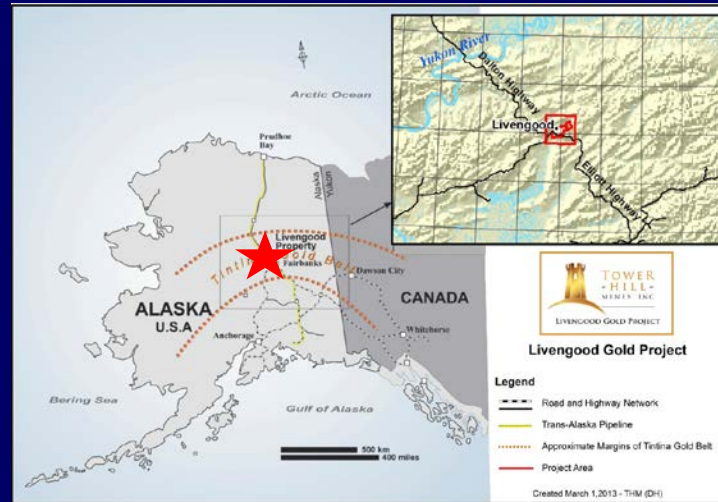 Arctic Ocean
Prudhoe
Bay
Alaska
Yukon
Livengood
Property
Fairbanks
Tintina Gold Belt
Dawson City
ALASKA
U.S.A
CANADA
Anchorage
Whitehorse
Bering Sea
Gulf of Alaska
500 km
400 miles
Yukon River
Dalton Highway
Livengood
Elliott Highway
TOWER
- HILL -
MINES INC.
LIVENGOOD GOLD PROJECT
Livengood Gold Project
Legend
Road and Highway Network
Trans-Alaska Pipeline
Approximate Margins of Tintina Gold Belt
Project Area
Created March 1,2013 - THM (DH)